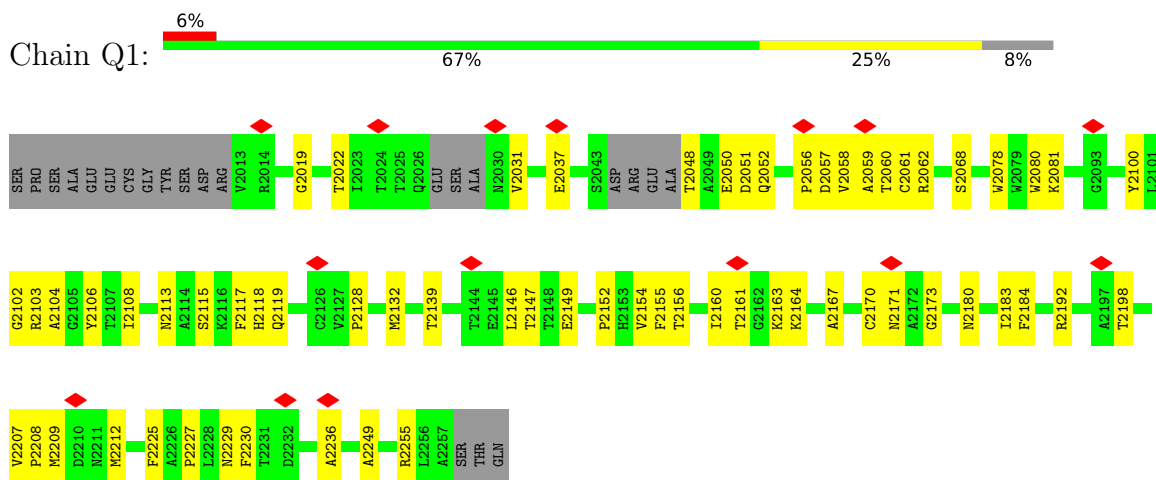 6%
Chain Q1:
67% 25% 8%
SER PRO SER ALA GLU GLU CYS GLY TYR SER ASP ARG V2013 R2014 G2019 T2022 I2023 T2024 T2025 Q2026 GLU SER ALA N2030 V2031 E2037 S2043 ASP ARG GLU ALA T2048 A2049 E2050 D2051 Q2052 P2056 D2057 V2058 A2059 T2060 C2061 R2062 S2068 W2078 W2079 W2080 K2081 G2093 Y2100 L2101
G2102 R2103 A2104 G2105 Y2106 T2107 I2108 N2113 A2114 S2115 K2116 F2117 H2118 Q2119 C2126 V2127 P2128 M2132 T2139 T2144 E2145 L2146 T2147 T2148 E2149 P2152 H2153 V2154 F2155 T2156 I2160 T2161 G2162 K2163 K2164 A2167 C2170 N2171 A2172 G2173 N2180 I2183 F2184 R2192 A2197 T2198
V2207 P2208 M2209 D2210 N2211 M2212 F2225 A2226 P2227 L2228 N2229 F2230 T2231 D2232 A2236 A2249 R2255 L2256 A2257 SER THR GLN